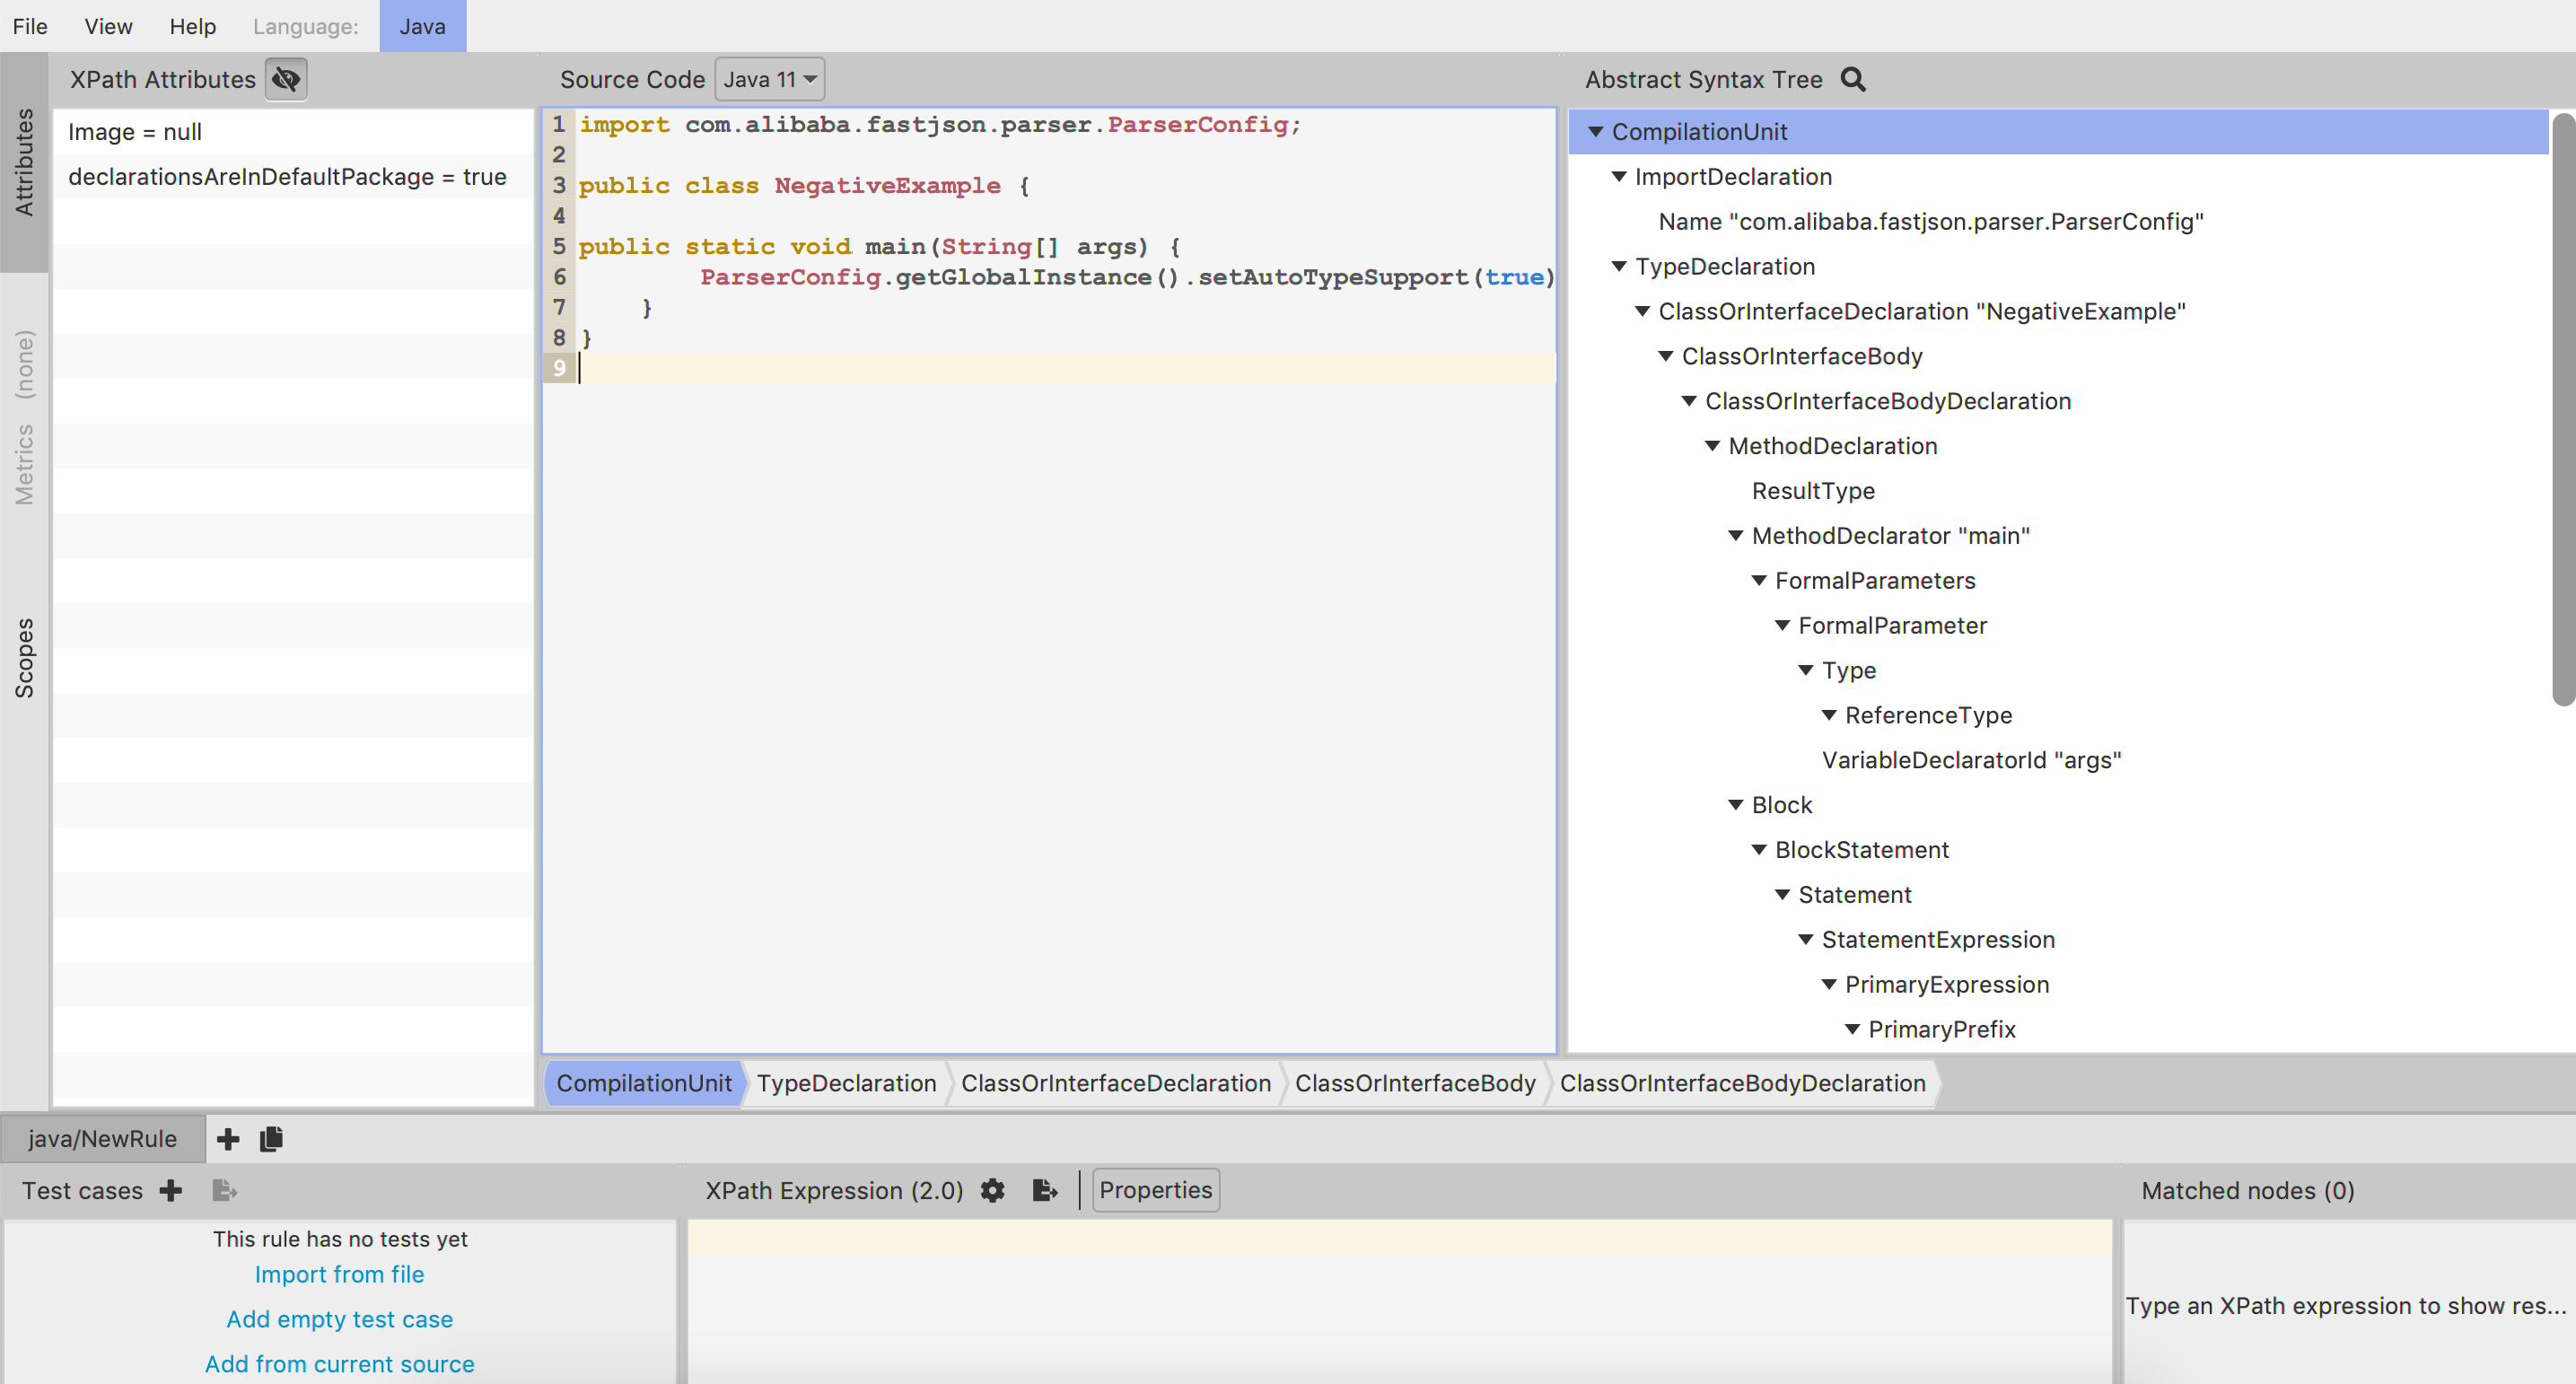 File View Help Language: Java
Attributes
Metrics (none)
Scopes
XPath Attributes
Image = null
declarationsAreInDefaultPackage = true
Source Code Java 11
1 import com.alibaba.fastjson.parser.ParserConfig;
2
3 public class NegativeExample {
4
5 public static void main(String[] args) {
6 ParserConfig.getGlobalInstance().setAutoTypeSupport(true)
7 }
8 }
9
Abstract Syntax Tree
CompilationUnit
ImportDeclaration
Name "com.alibaba.fastjson.parser.ParserConfig"
TypeDeclaration
ClassOrInterfaceDeclaration "NegativeExample"
ClassOrInterfaceBody
ClassOrInterfaceBodyDeclaration
MethodDeclaration
ResultType
MethodDeclarator "main"
FormalParameters
FormalParameter
Type
ReferenceType
VariableDeclaratorId "args"
Block
BlockStatement
Statement
StatementExpression
PrimaryExpression
PrimaryPrefix
CompilationUnit TypeDeclaration ClassOrInterfaceDeclaration ClassOrInterfaceBody ClassOrInterfaceBodyDeclaration
java/NewRule
Test cases
This rule has no tests yet
Import from file
Add empty test case
Add from current source
XPath Expression (2.0) Properties
Matched nodes (0)
Type an XPath expression to show res...